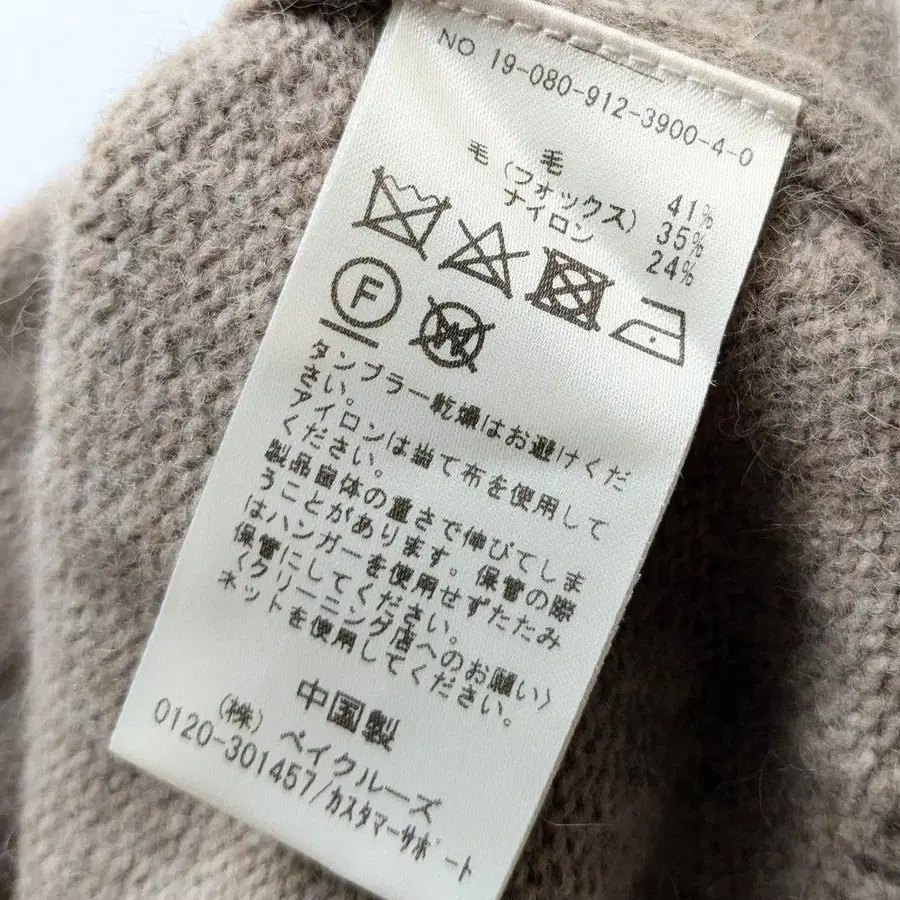 NO 19-080-912-3900-4-0
毛 41%
毛(フォックス) 35%
ナイロン 24%
F
W
タンブラー乾燥はお避けくだ
さい。
アイロンは当て布を使用して
ください。
製品自体の重さで伸びてしま
うことがあります。保管の際
はハンガーを使用せずたたみ
保管にしてください。
〈クリーニング店へのお願い〉
ネットを使用してください。
中国製
(株)ベイクルーズ
0120-301457/カスタマーサポート